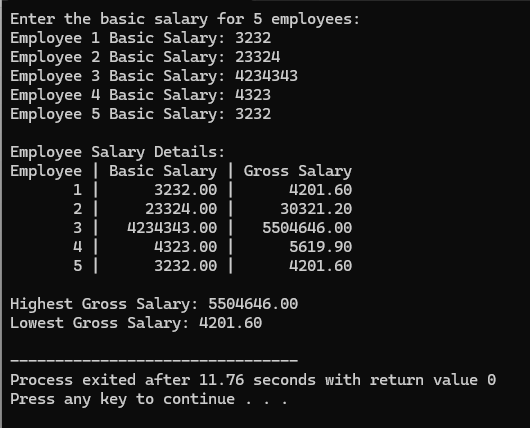 Enter the basic salary for 5 employees:
Employee 1 Basic Salary: 3232
Employee 2 Basic Salary: 23324
Employee 3 Basic Salary: 4234343
Employee 4 Basic Salary: 4323
Employee 5 Basic Salary: 3232

Employee Salary Details:
Employee | Basic Salary | Gross Salary
       1 |      3232.00 |      4201.60
       2 |     23324.00 |     30321.20
       3 |   4234343.00 |   5504646.00
       4 |      4323.00 |      5619.90
       5 |      3232.00 |      4201.60

Highest Gross Salary: 5504646.00
Lowest Gross Salary: 4201.60

--------------------------------
Process exited after 11.76 seconds with return value 0
Press any key to continue . . .